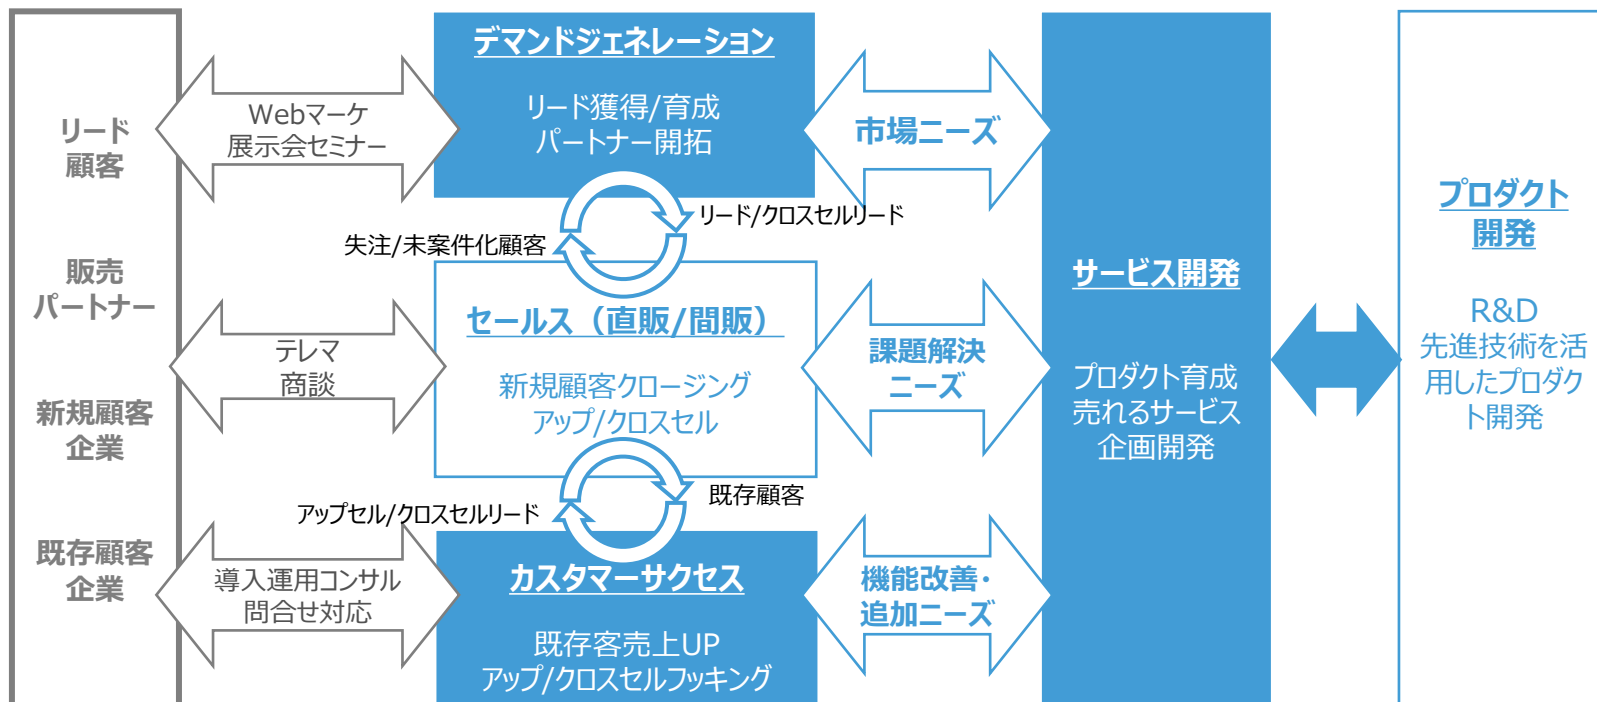 リード
顧客
販売
パートナー
新規顧客
企業
既存顧客
企業
Webマーケ
展示会セミナー
テレマ
商談
導入運用コンサル
問合せ対応
デマンドジェネレーション
リード獲得/育成
パートナー開拓
リード/クロスセルリード
失注/未案件化顧客
セールス（直販/間販）
新規顧客クロージング
アップ/クロスセル
既存顧客
アップセル/クロスセルリード
カスタマーサクセス
既存客売上UP
アップ/クロスセルフッキング
市場ニーズ
課題解決
ニーズ
機能改善・
追加ニーズ
サービス開発
プロダクト育成
売れるサービス
企画開発
プロダクト
開発
R&D
先進技術を活
用したプロダク
ト開発